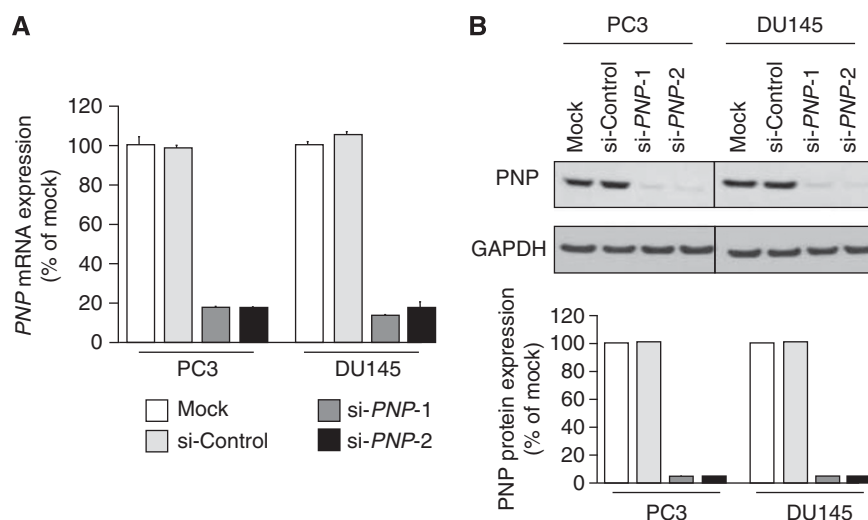 A
PNP mRNA expression
(% of mock)
120
100
80
60
40
20
0
PC3 DU145
Mock
si-Control
si-PNP-1
si-PNP-2
B
PC3 DU145
Mock
si-Control
si-PNP-1
si-PNP-2
Mock
si-Control
si-PNP-1
si-PNP-2
PNP
GAPDH
PNP protein expression
(% of mock)
120
100
80
60
40
20
0
PC3 DU145